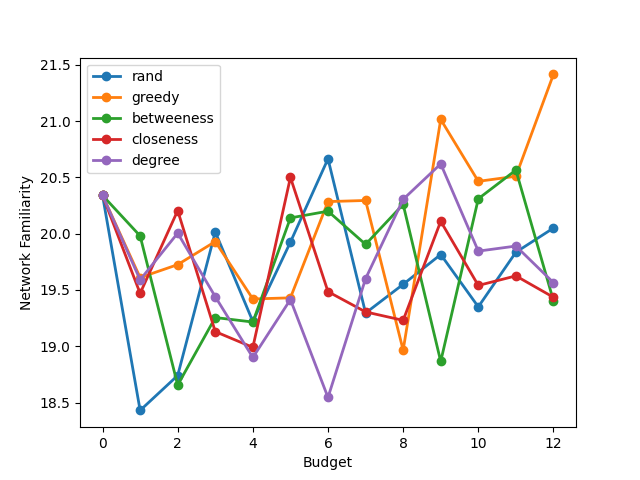 21.5
21.0
20.5
20.0
19.5
19.0
18.5
Network Familiarity
rand
greedy
betweeness
closeness
degree
0 2 4 6 8 10 12
Budget